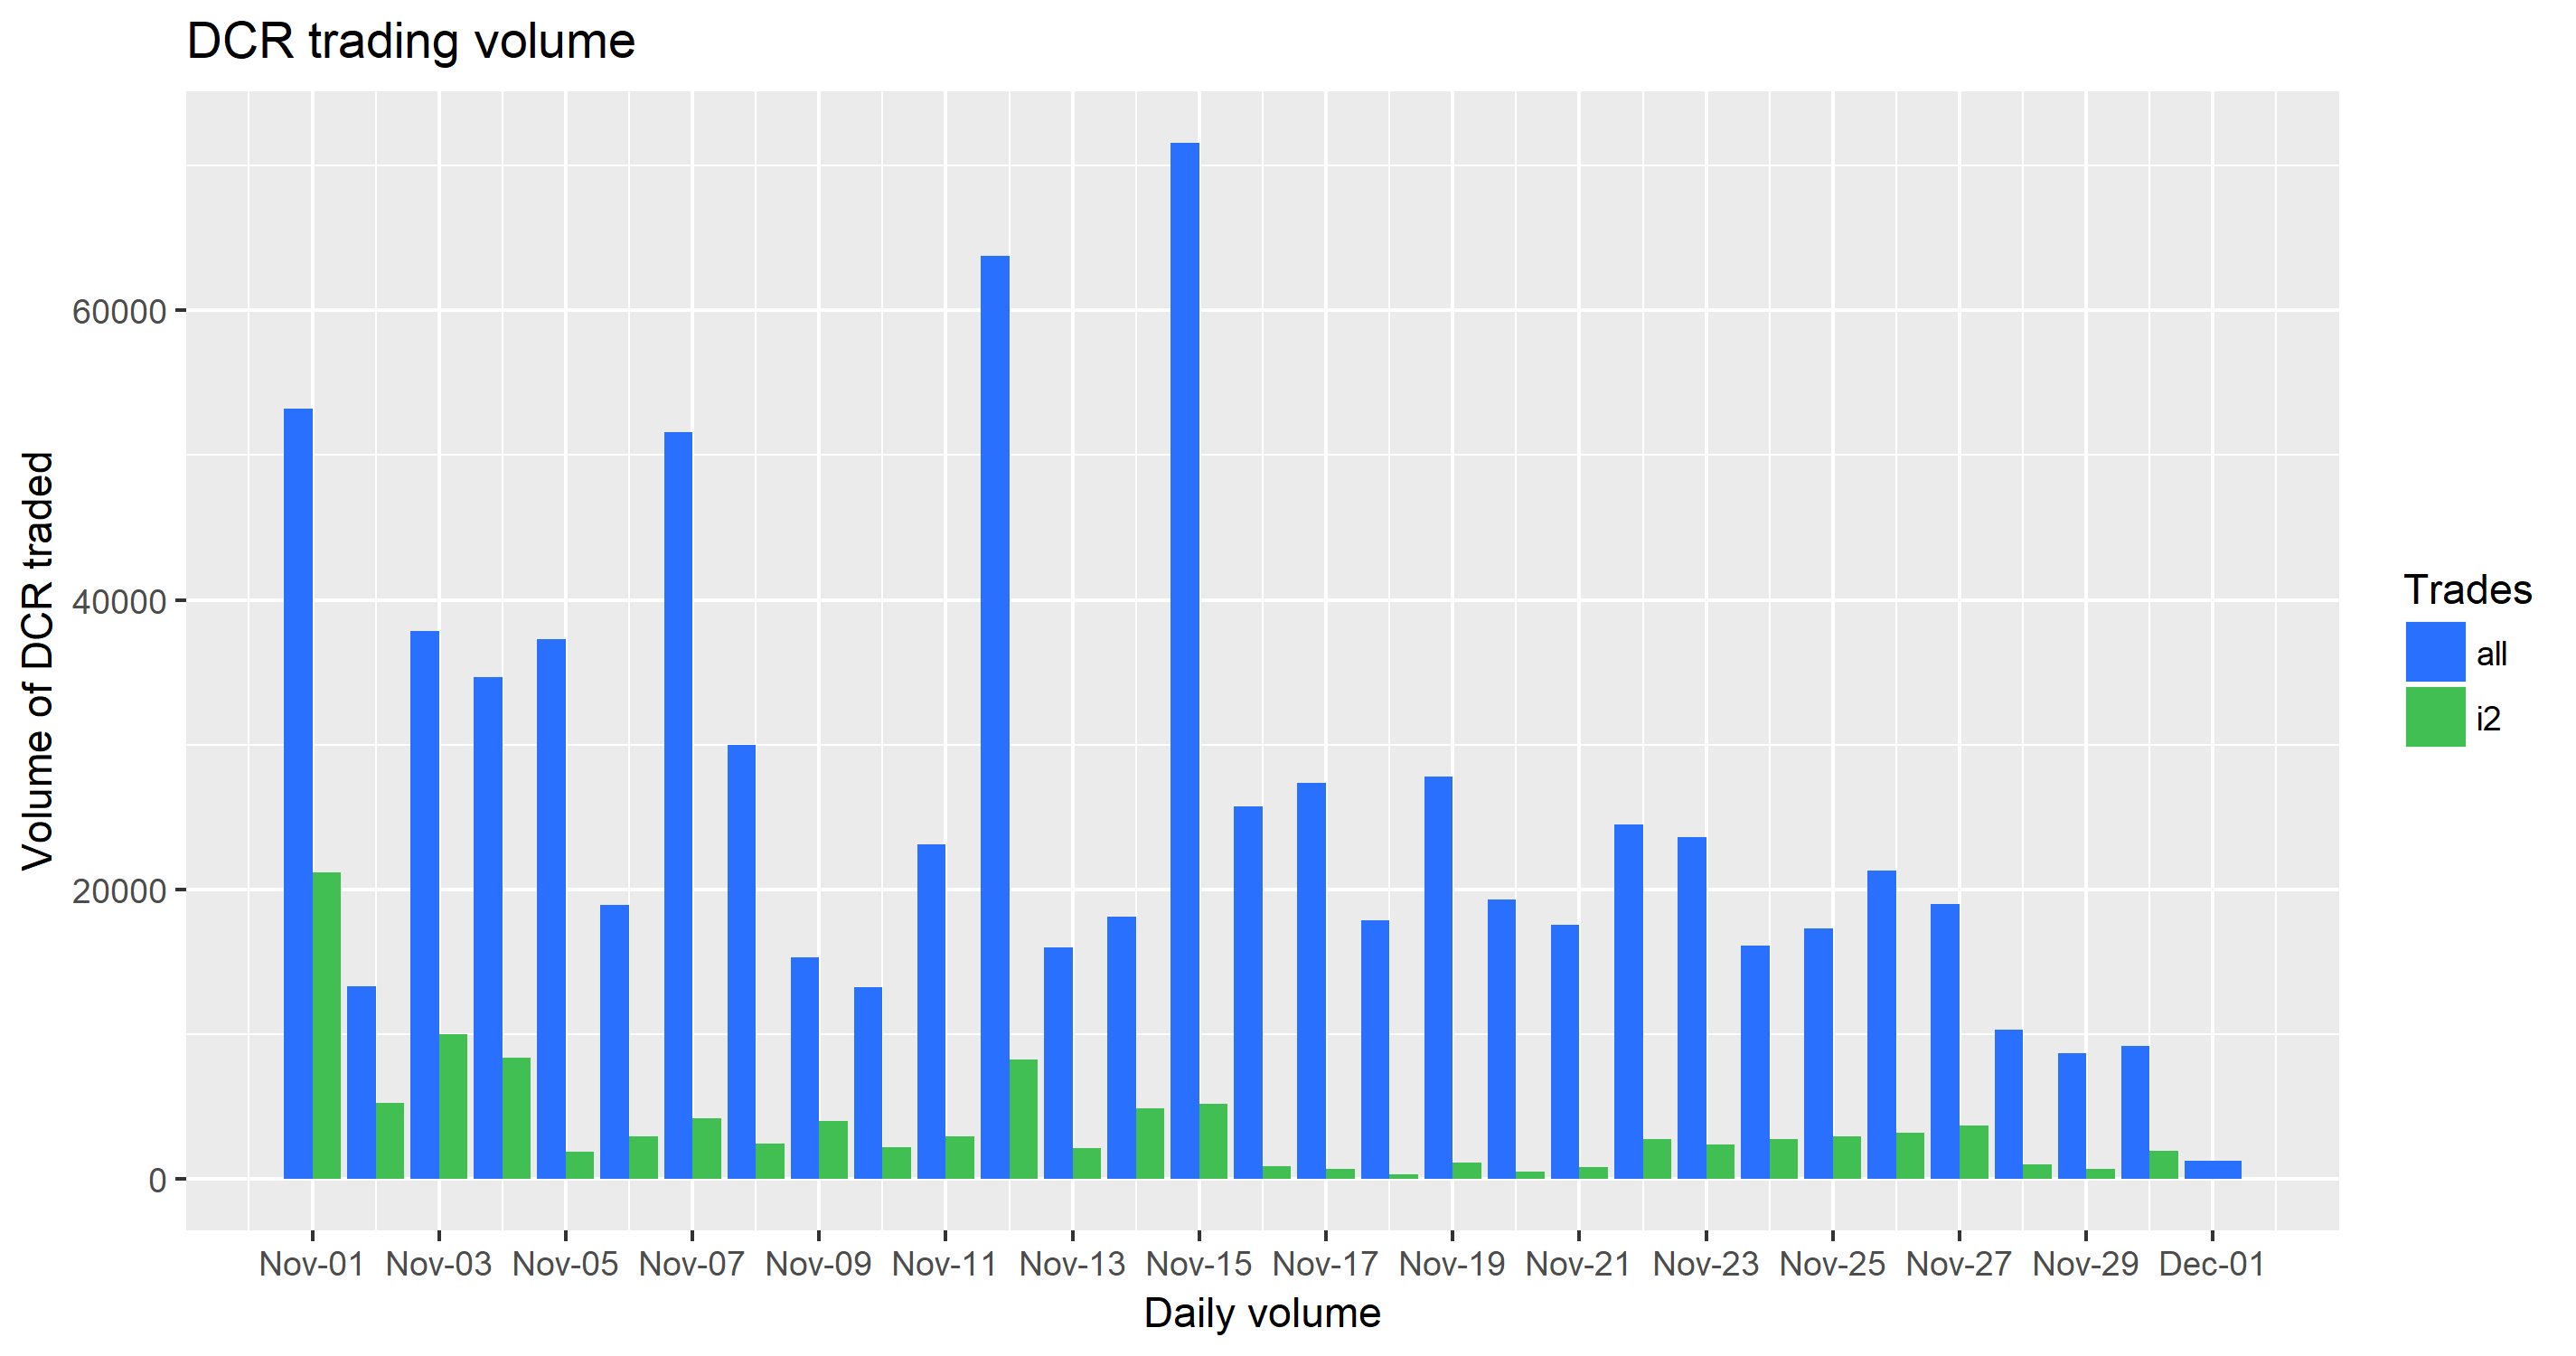 DCR trading volume
Volume of DCR traded
60000
40000
20000
0
Nov-01 Nov-03 Nov-05 Nov-07 Nov-09 Nov-11 Nov-13 Nov-15 Nov-17 Nov-19 Nov-21 Nov-23 Nov-25 Nov-27 Nov-29 Dec-01
Daily volume
Trades
all
i2